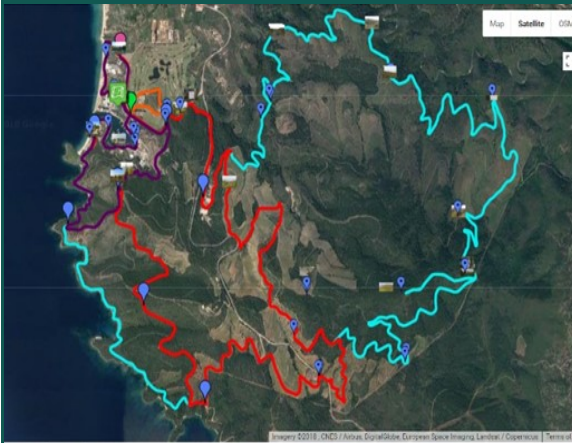 Map Satellite OSM
Imagery ©2018 , CNES / Airbus, DigitalGlobe, European Space Imaging, Landsat / Copernicus Terms of